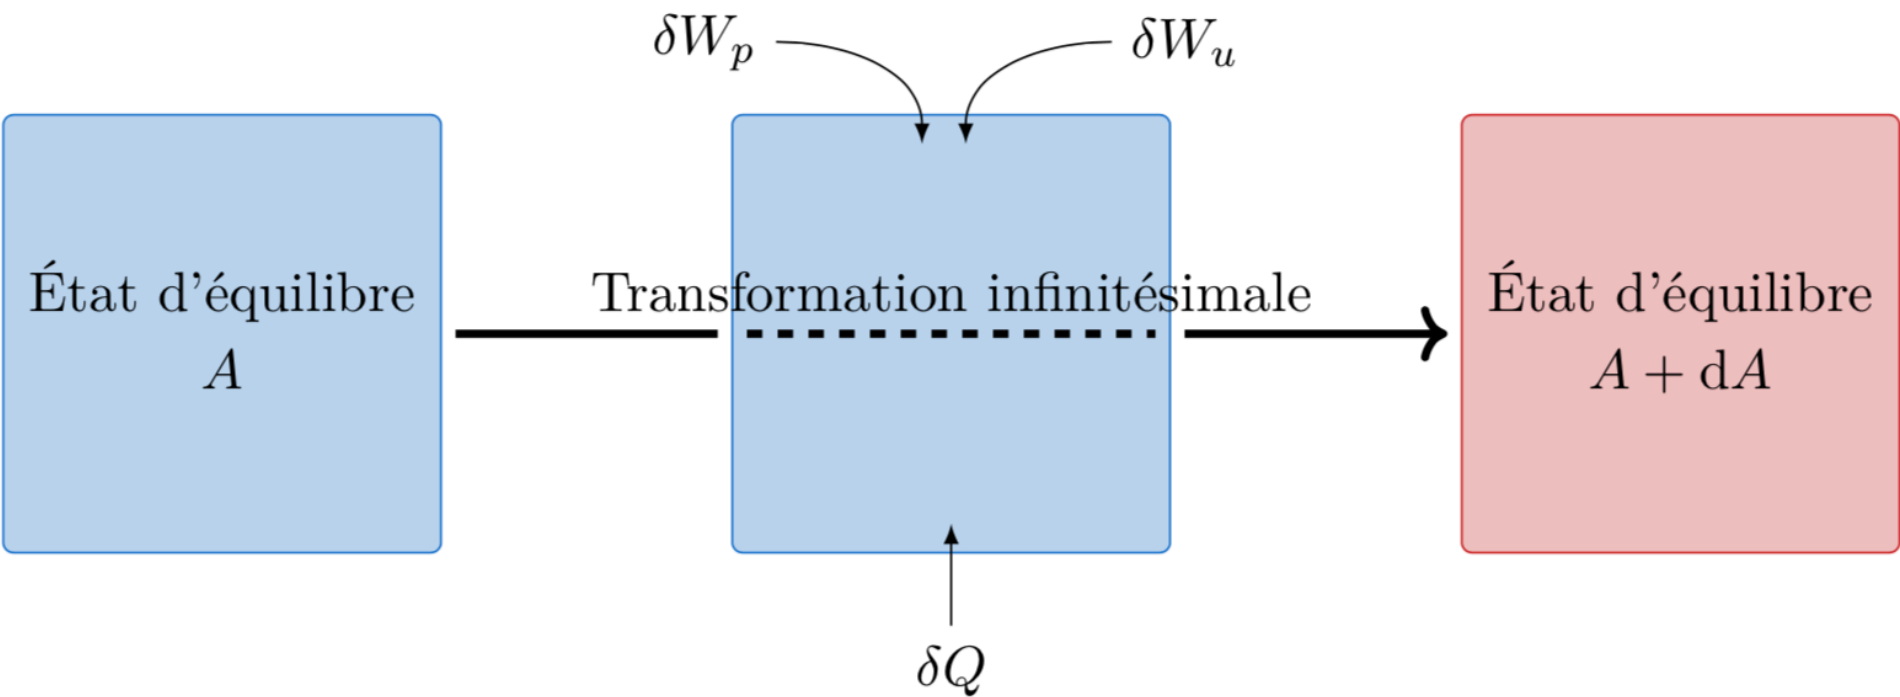 δW_p
δW_u
État d'équilibre
A
Transformation infinitésimale
État d'équilibre
A + dA
δQ